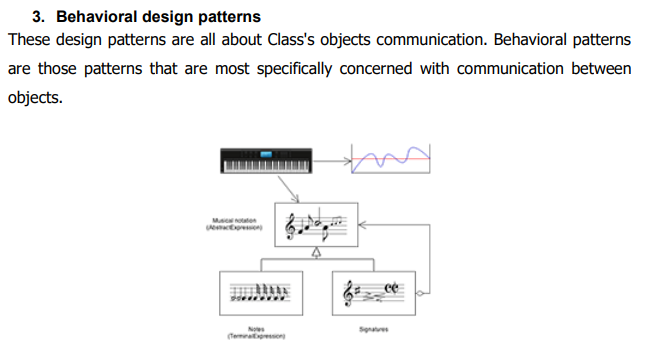 3. Behavioral design patterns
These design patterns are all about Class's objects communication. Behavioral patterns
are those patterns that are most specifically concerned with communication between
objects.
Musical notation
(AbstractExpression)
Notes
(TerminalExpression)
Signatures